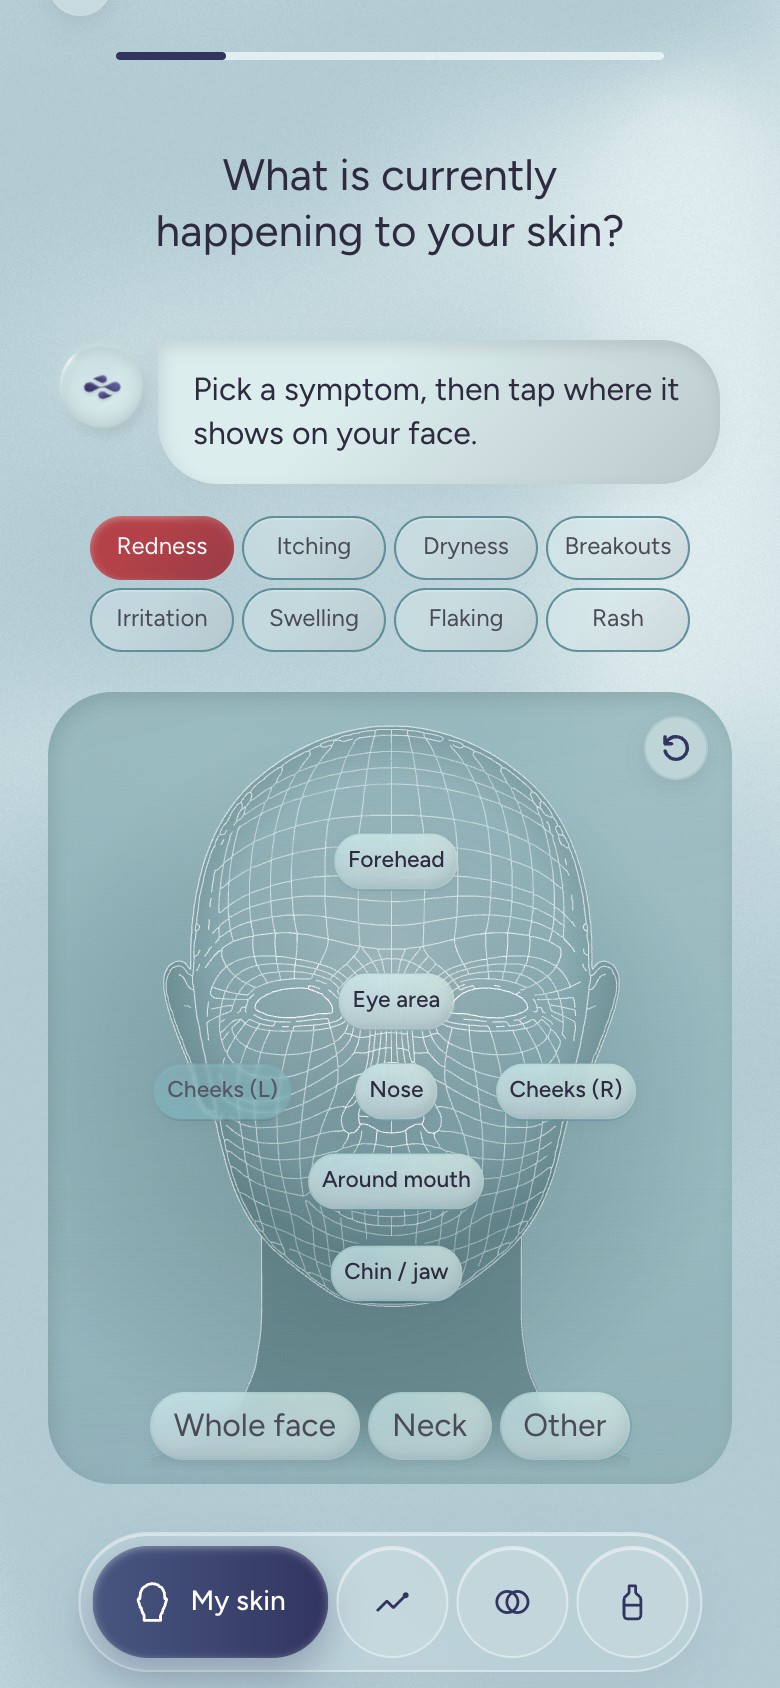 What is currently
happening to your skin?
Pick a symptom, then tap where it
shows on your face.
Redness
Itching
Dryness
Breakouts
Irritation
Swelling
Flaking
Rash
Forehead
Eye area
Cheeks (L)
Nose
Cheeks (R)
Around mouth
Chin / jaw
Whole face
Neck
Other
My skin